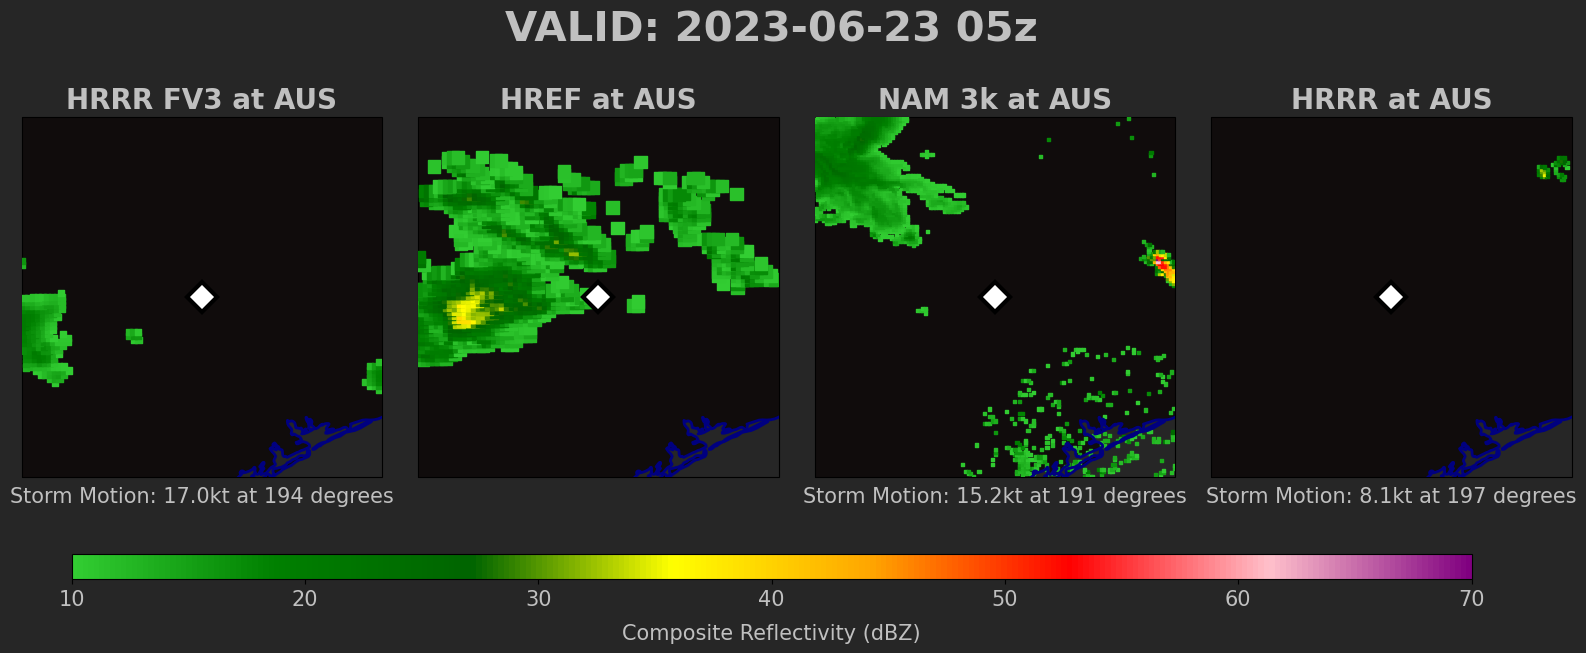 VALID: 2023-06-23 05z
HRRR FV3 at AUS
HREF at AUS
NAM 3k at AUS
HRRR at AUS
Storm Motion: 17.0kt at 194 degrees
Storm Motion: 15.2kt at 191 degrees
Storm Motion: 8.1kt at 197 degrees
10 20 30 40 50 60 70
Composite Reflectivity (dBZ)